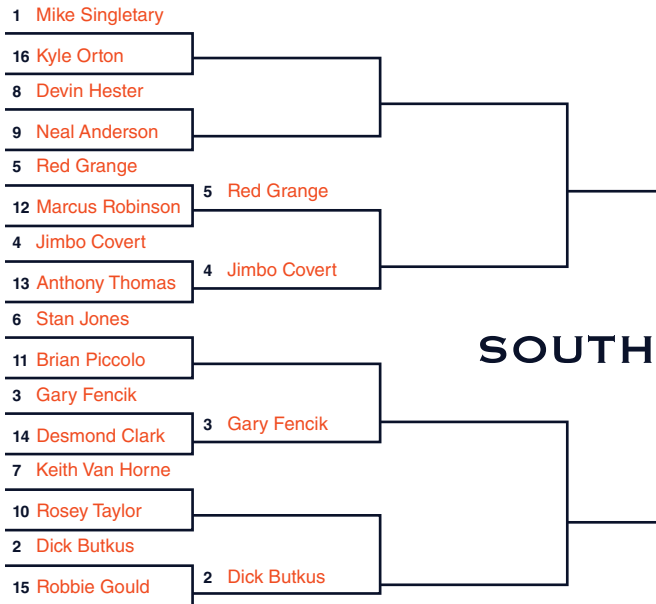 1 Mike Singletary
16 Kyle Orton
8 Devin Hester
9 Neal Anderson
5 Red Grange
12 Marcus Robinson
4 Jimbo Covert
13 Anthony Thomas
6 Stan Jones
11 Brian Piccolo
3 Gary Fencik
14 Desmond Clark
7 Keith Van Horne
10 Rosey Taylor
2 Dick Butkus
15 Robbie Gould
5 Red Grange
4 Jimbo Covert
3 Gary Fencik
2 Dick Butkus
SOUTH